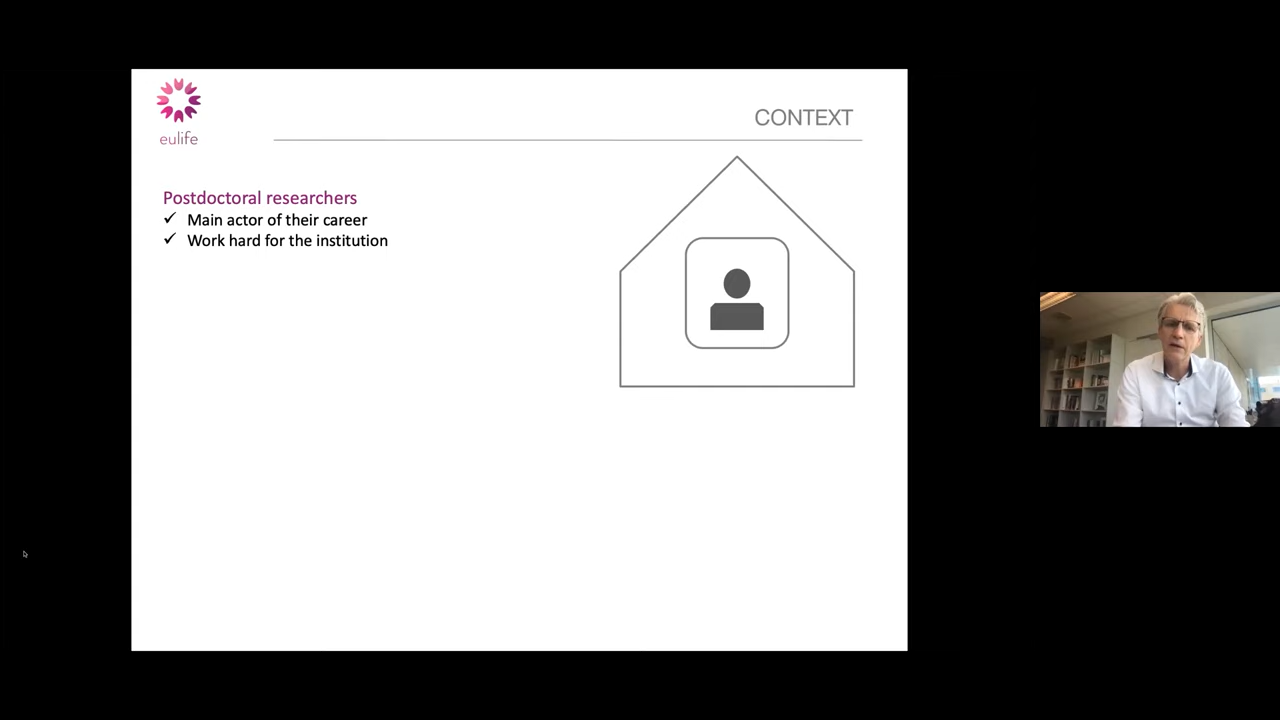 eulife
CONTEXT
Postdoctoral researchers
✓ Main actor of their career
✓ Work hard for the institution